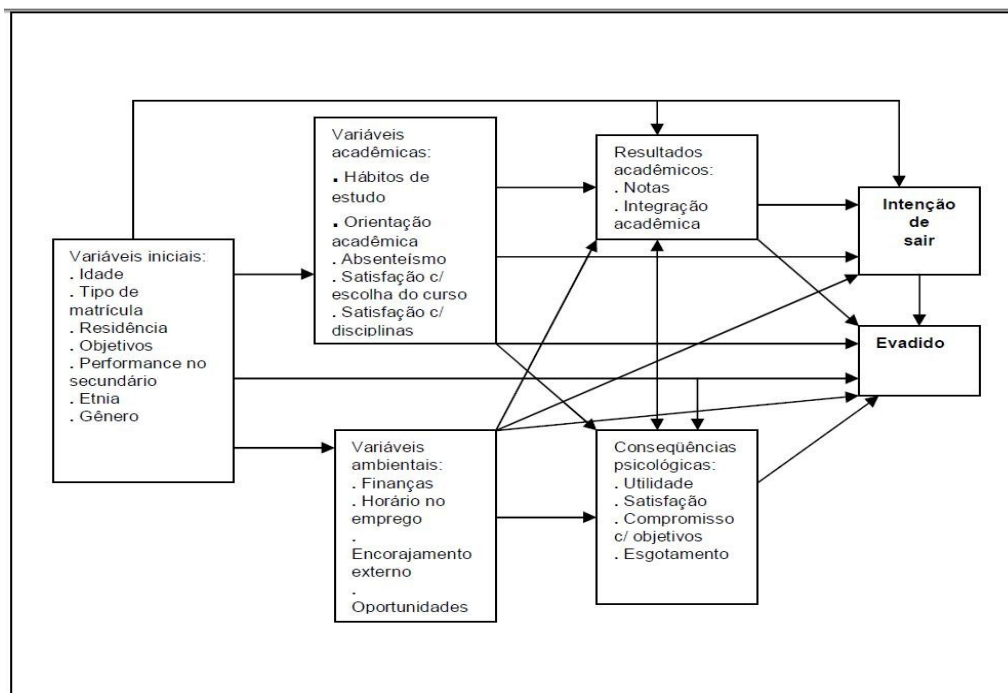 Variáveis iniciais:
. Idade
. Tipo de
matrícula
. Residência
. Objetivos
. Performance no
secundário
. Etnia
. Gênero
Variáveis
acadêmicas:
. Hábitos de
estudo
. Orientação
acadêmica
. Absenteísmo
. Satisfação c/
escolha do curso
. Satisfação c/
disciplinas
Variáveis
ambientais:
. Finanças
. Horário no
emprego
.
Encorajamento
externo
.
Oportunidades
Resultados
acadêmicos:
. Notas
. Integração
acadêmica
Conseqüências
psicológicas:
. Utilidade
. Satisfação
. Compromisso
c/ objetivos
. Esgotamento
Intenção
de
sair
Evadido